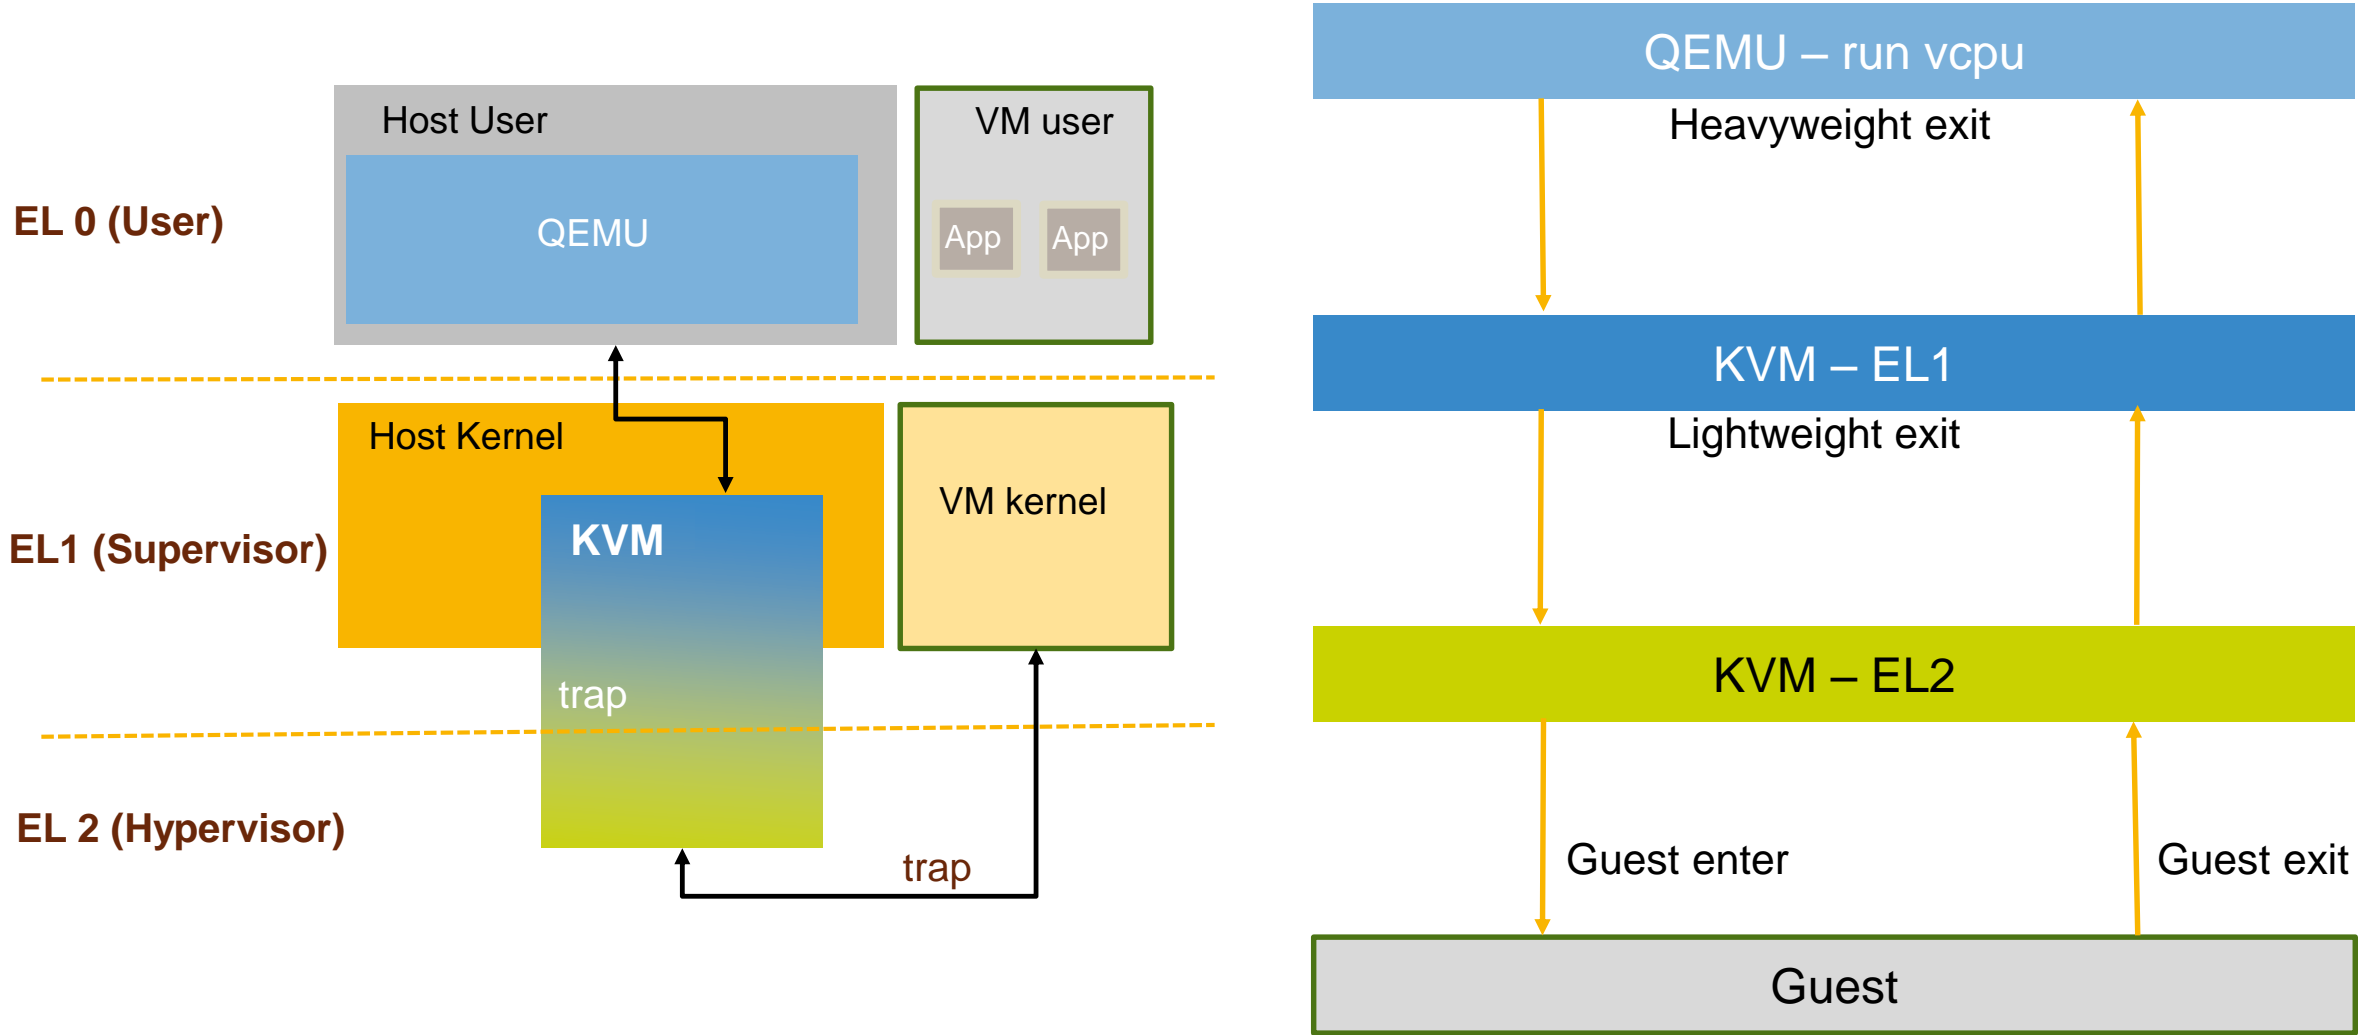 Host User
QEMU
VM user
App
App
EL 0 (User)
Host Kernel
KVM
trap
VM kernel
EL1 (Supervisor)
EL 2 (Hypervisor)
trap
QEMU – run vcpu
Heavyweight exit
KVM – EL1
Lightweight exit
KVM – EL2
Guest enter
Guest exit
Guest